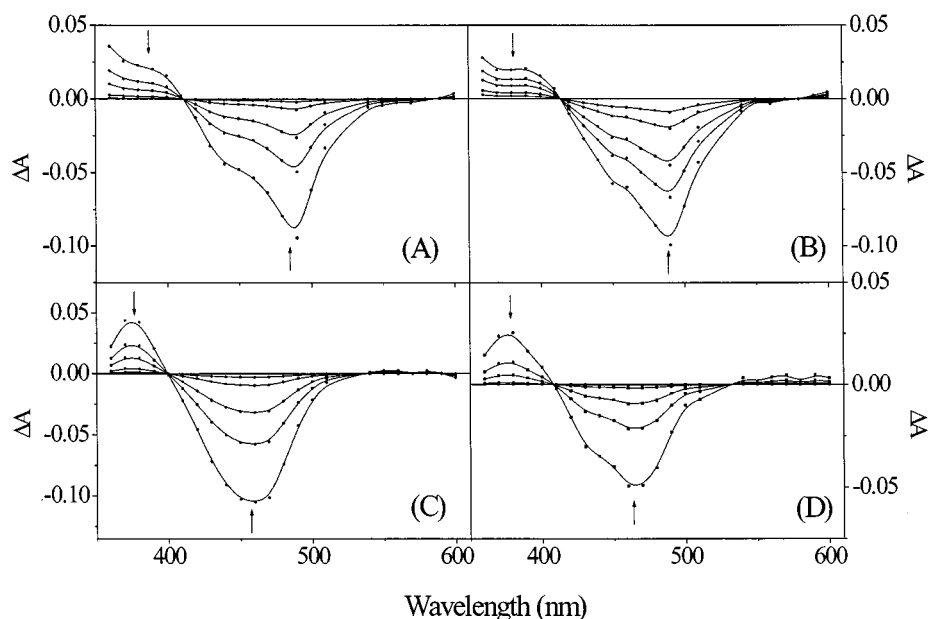 0.05 0.05
0.00 0.00
-0.05 -0.05
-0.10 -0.10
ΔA ΔA
(A) (B)
0.05
0.05
0.00 0.00
-0.05 -0.05
-0.10
ΔA ΔA
(C) (D)
400 500 600 400 500 600
Wavelength (nm)